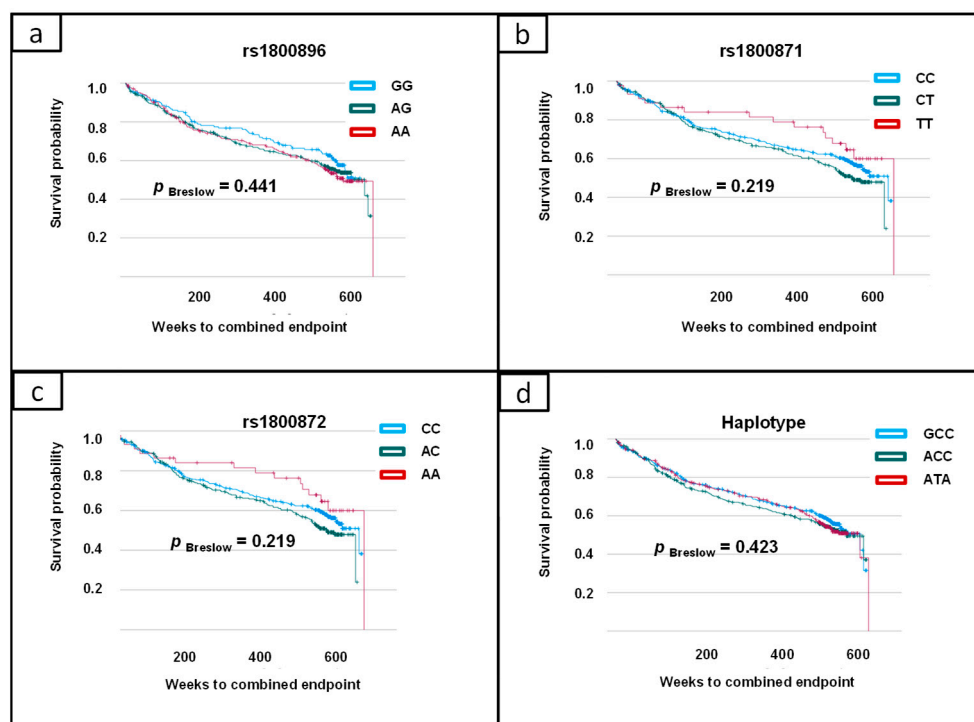 a
rs1800896
1.0
0.8
0.6
0.4
0.2
Survival probability
GG
AG
AA
p Breslow = 0.441
200 400 600
Weeks to combined endpoint
b
rs1800871
1.0
0.8
0.6
0.4
0.2
Survival probability
CC
CT
TT
p Breslow = 0.219
200 400 600
Weeks to combined endpoint
c
rs1800872
1.0
0.8
0.6
0.4
0.2
Survival probability
CC
AC
AA
p Breslow = 0.219
200 400 600
Weeks to combined endpoint
d
Haplotype
1.0
0.8
0.6
0.4
0.2
Survival probability
GCC
ACC
ATA
p Breslow = 0.423
200 400 600
Weeks to combined endpoint